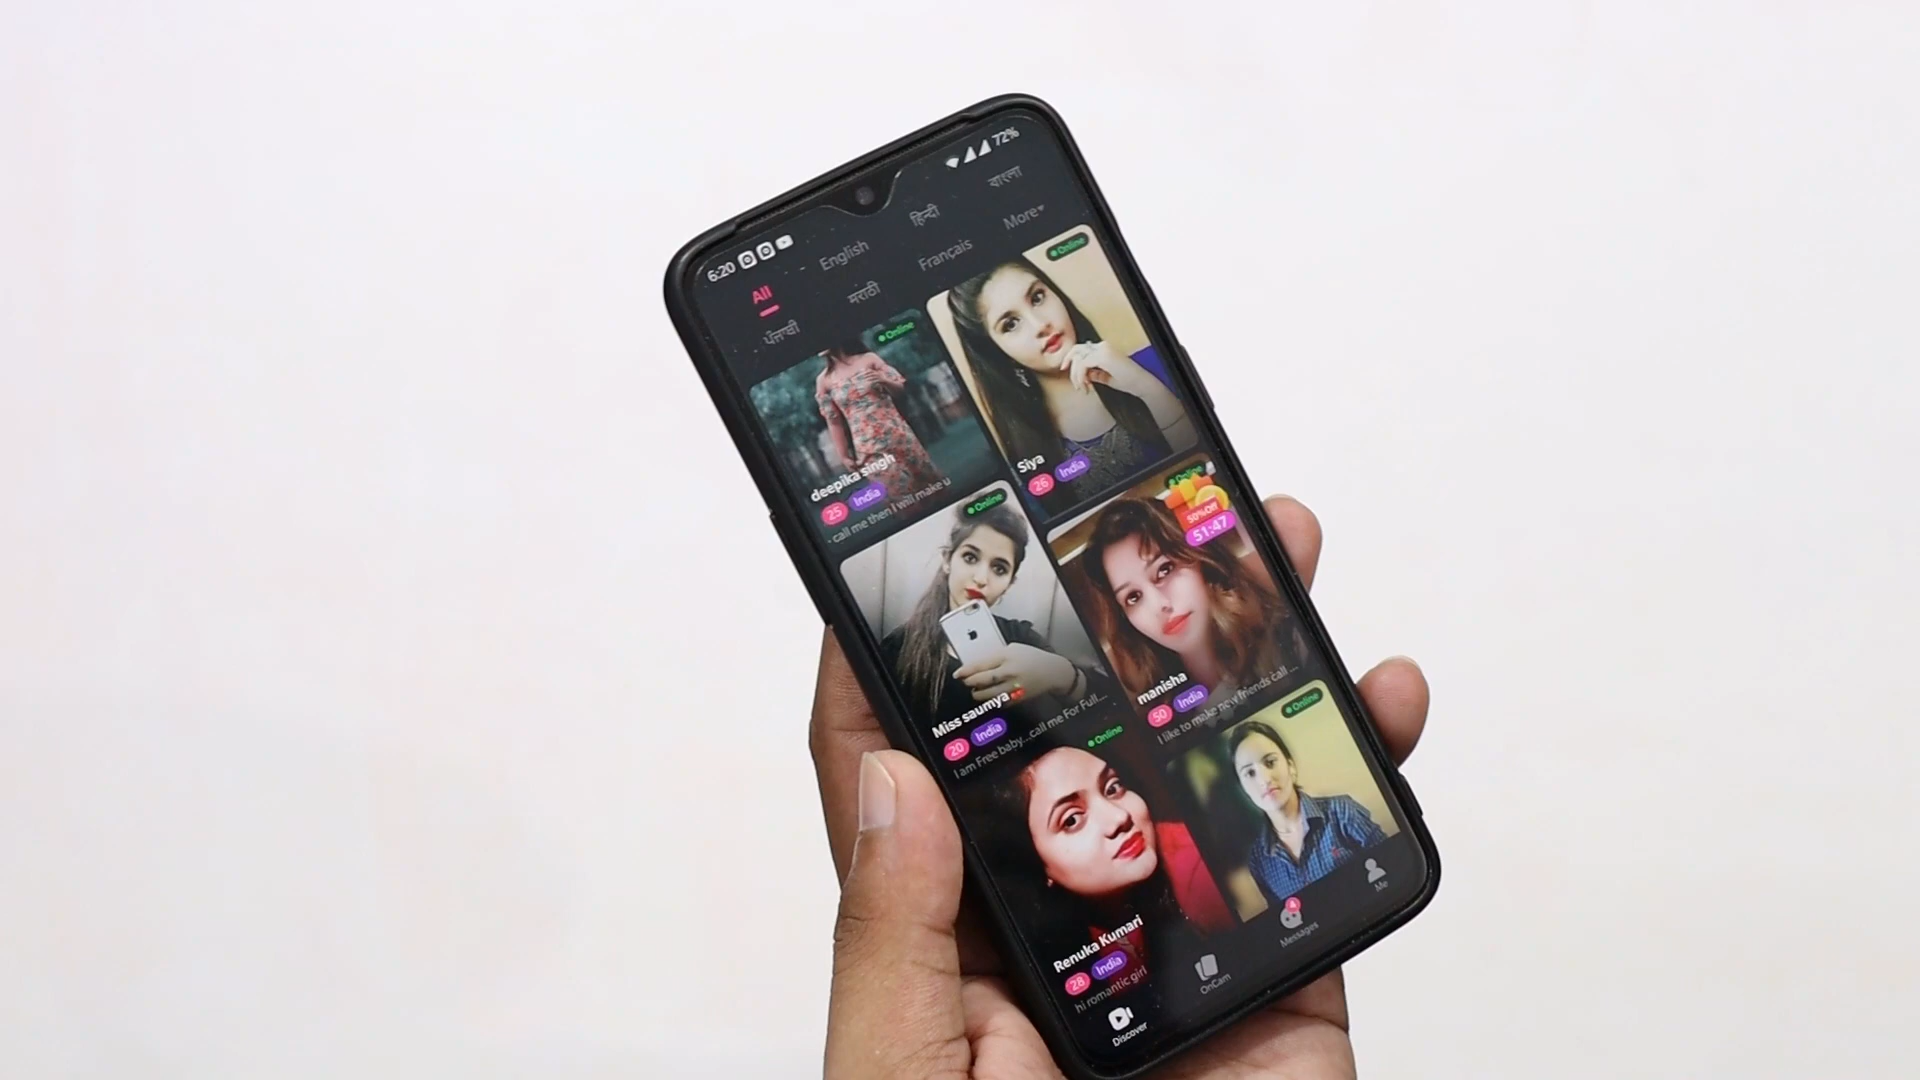 6:20
72%
All
English
हिन्दी
বাংলা
ਪੰਜਾਬੀ
मराठी
Français
More
Online
deepika singh
25 India
call me then I will make u
Online
Siya
26 India
Online
Miss saumya
20 India
I am Free baby...call me For Full....
Online
50%Off
51:47
manisha
50 India
I like to make new friends call ...
Online
Renuka Kumari
28 India
hi romantic girl
Online
Discover
OnCam
4
Messages
Me